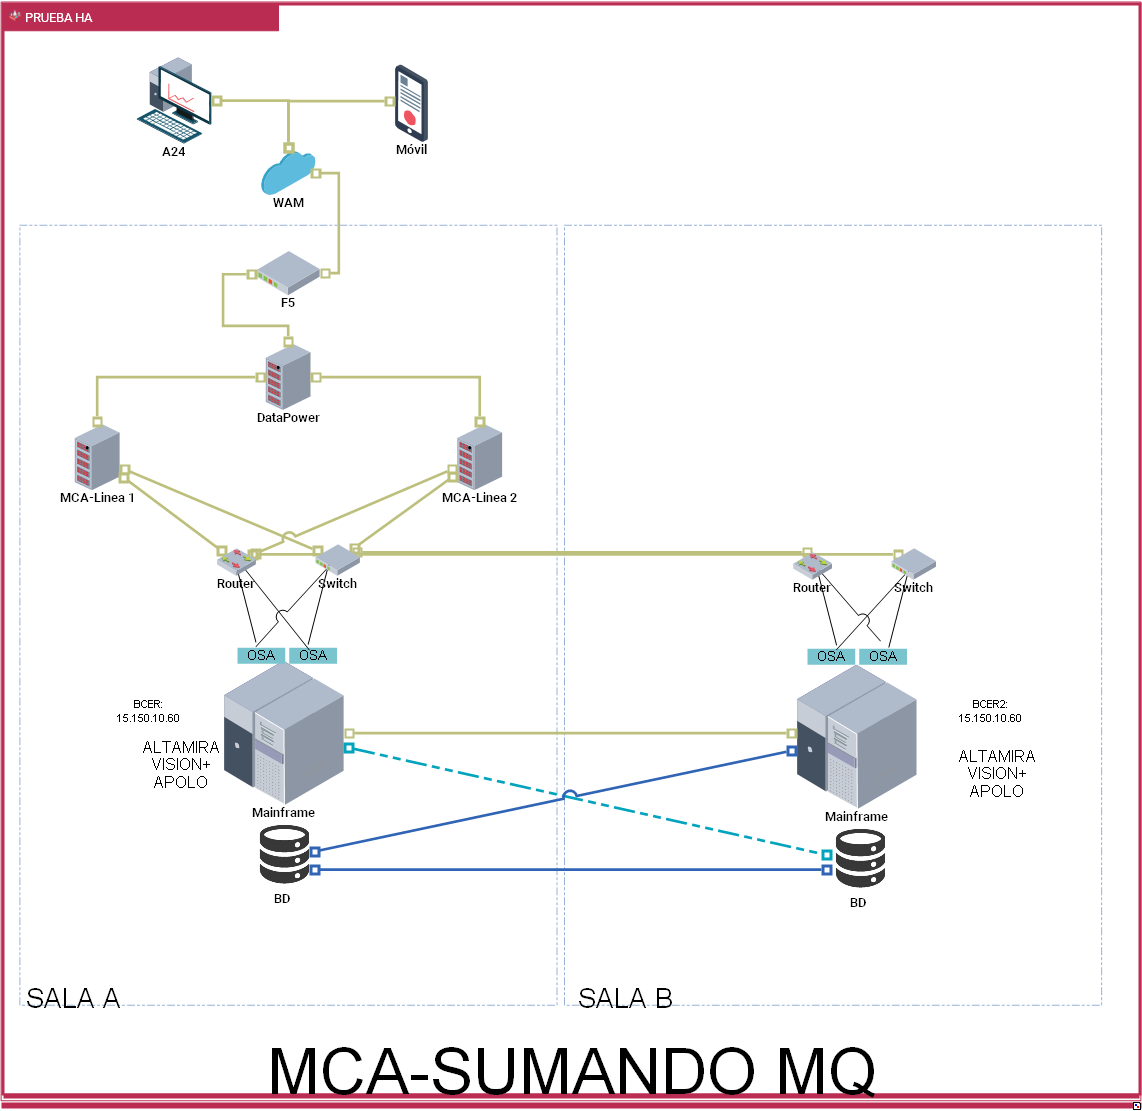 PRUEBA HA
A24
Móvil
WAM
F5
DataPower
MCA-Linea 1
MCA-Linea 2
Router
Switch
Router
Switch
OSA
OSA
OSA
OSA
BCER:
15.150.10.60
ALTAMIRA
VISION+
APOLO
BCER2:
15.150.10.60
ALTAMIRA
VISION+
APOLO
Mainframe
Mainframe
BD
BD
SALA A
SALA B
MCA-SUMANDO MQ